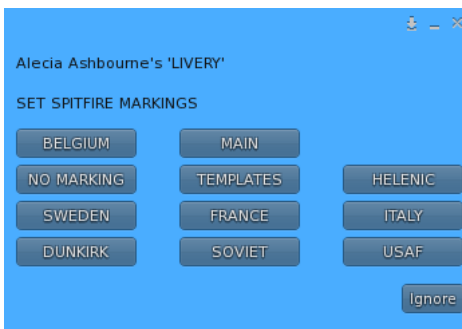 Alecia Ashbourne's 'LIVERY'
SET SPITFIRE MARKINGS
BELGIUM MAIN
NO MARKING TEMPLATES HELENIC
SWEDEN FRANCE ITALY
DUNKIRK SOVIET USAF
Ignore